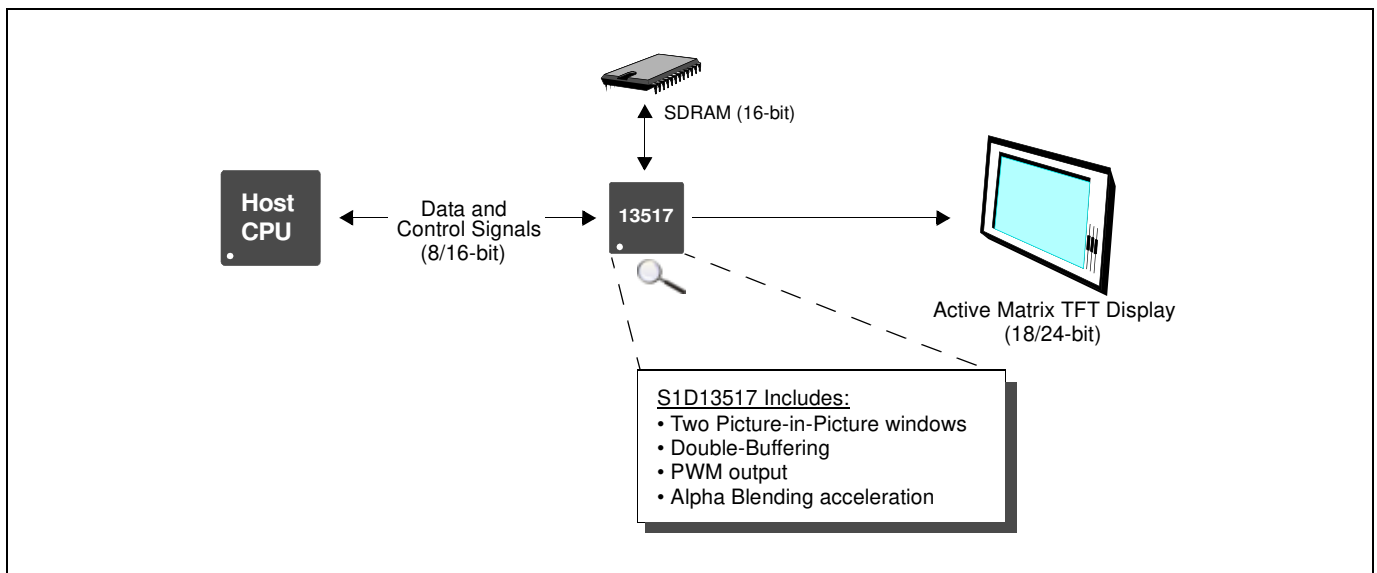 SDRAM (16-bit)
Host
CPU
Data and
Control Signals
(8/16-bit)
13517
Active Matrix TFT Display
(18/24-bit)
S1D13517 Includes:
• Two Picture-in-Picture windows
• Double-Buffering
• PWM output
• Alpha Blending acceleration